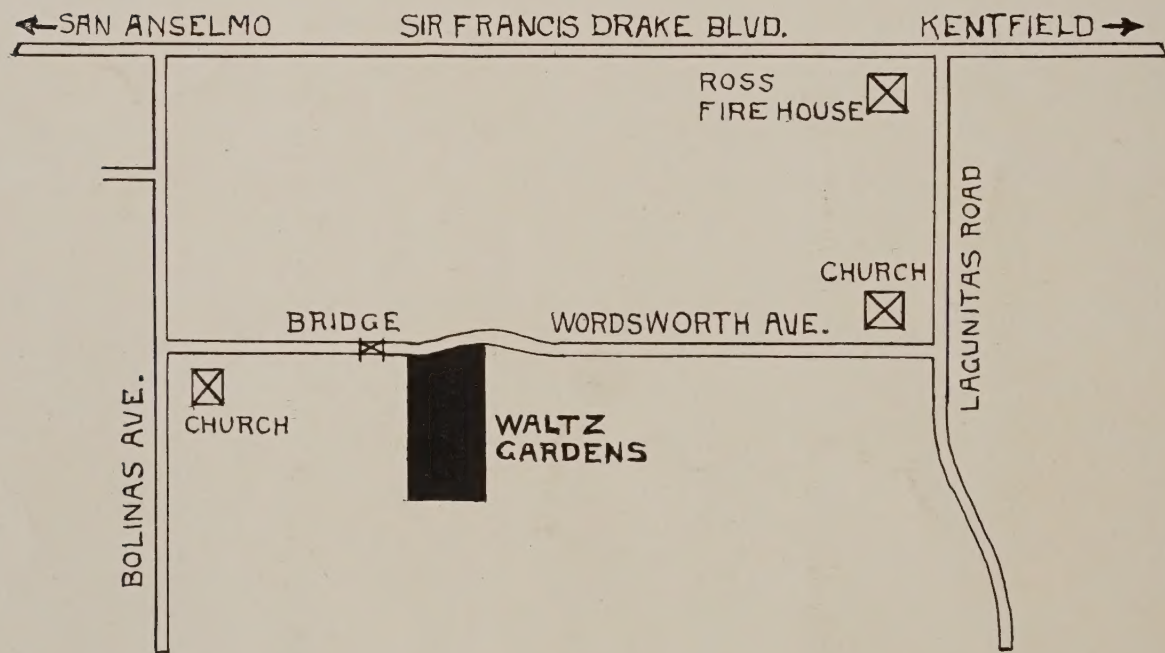 ←SAN ANSELMO
SIR FRANCIS DRAKE BLVD.
KENTFIELD→
ROSS
FIRE HOUSE
LAGUNITAS ROAD
CHURCH
BRIDGE
WORDSWORTH AVE.
CHURCH
WALTZ
GARDENS
BOLINAS AVE.